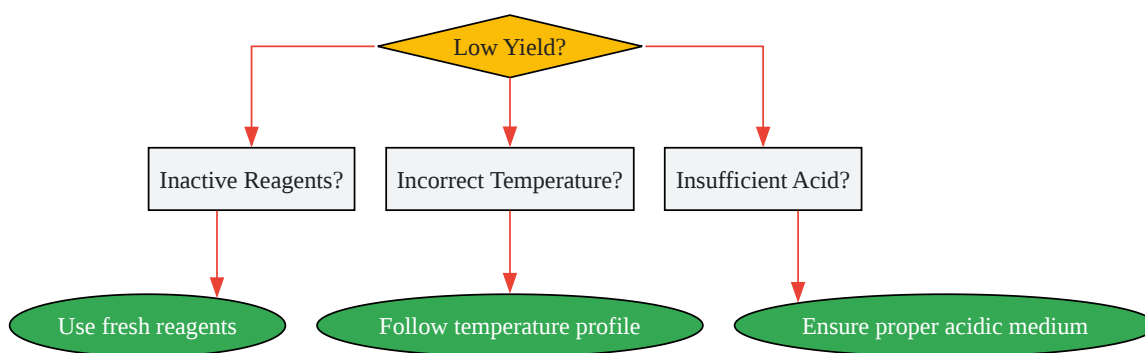 Low Yield?
Inactive Reagents?
Incorrect Temperature?
Insufficient Acid?
Use fresh reagents
Follow temperature profile
Ensure proper acidic medium